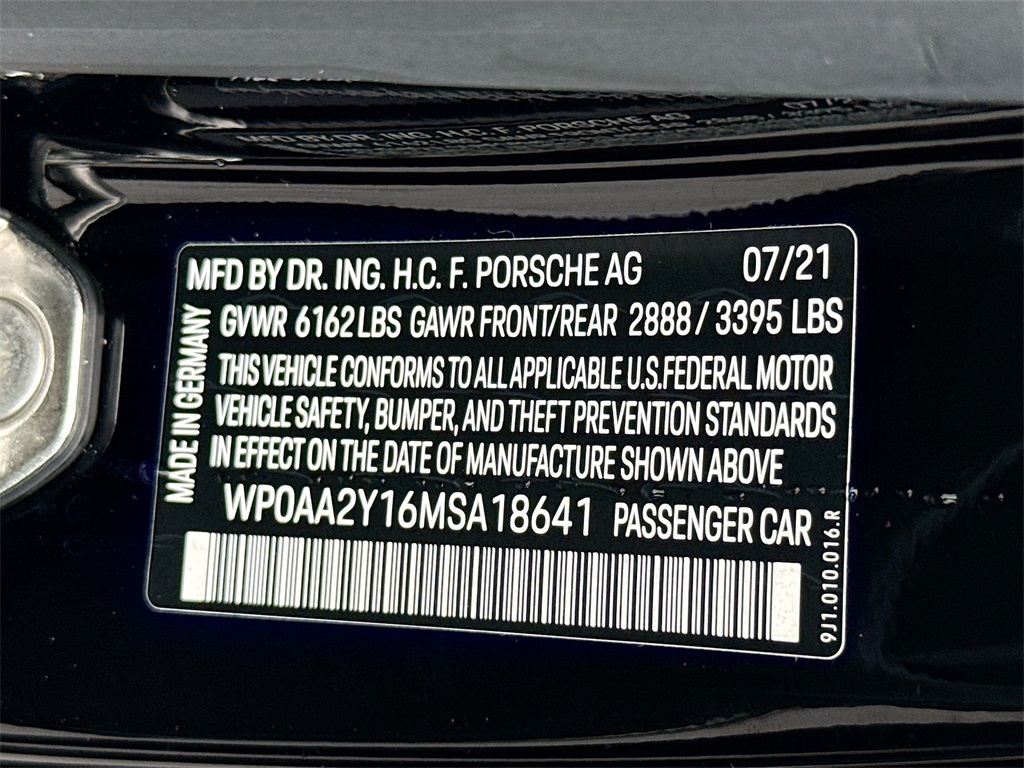 MFD BY DR. ING. H.C. F. PORSCHE AG 07/21
GVWR 6162 LBS GAWR FRONT/REAR 2888 / 3395 LBS
THIS VEHICLE CONFORMS TO ALL APPLICABLE U.S.FEDERAL MOTOR
VEHICLE SAFETY, BUMPER, AND THEFT PREVENTION STANDARDS
IN EFFECT ON THE DATE OF MANUFACTURE SHOWN ABOVE
WP0AA2Y16MSA18641 PASSENGER CAR
MADE IN GERMANY
9J1.010.016.R